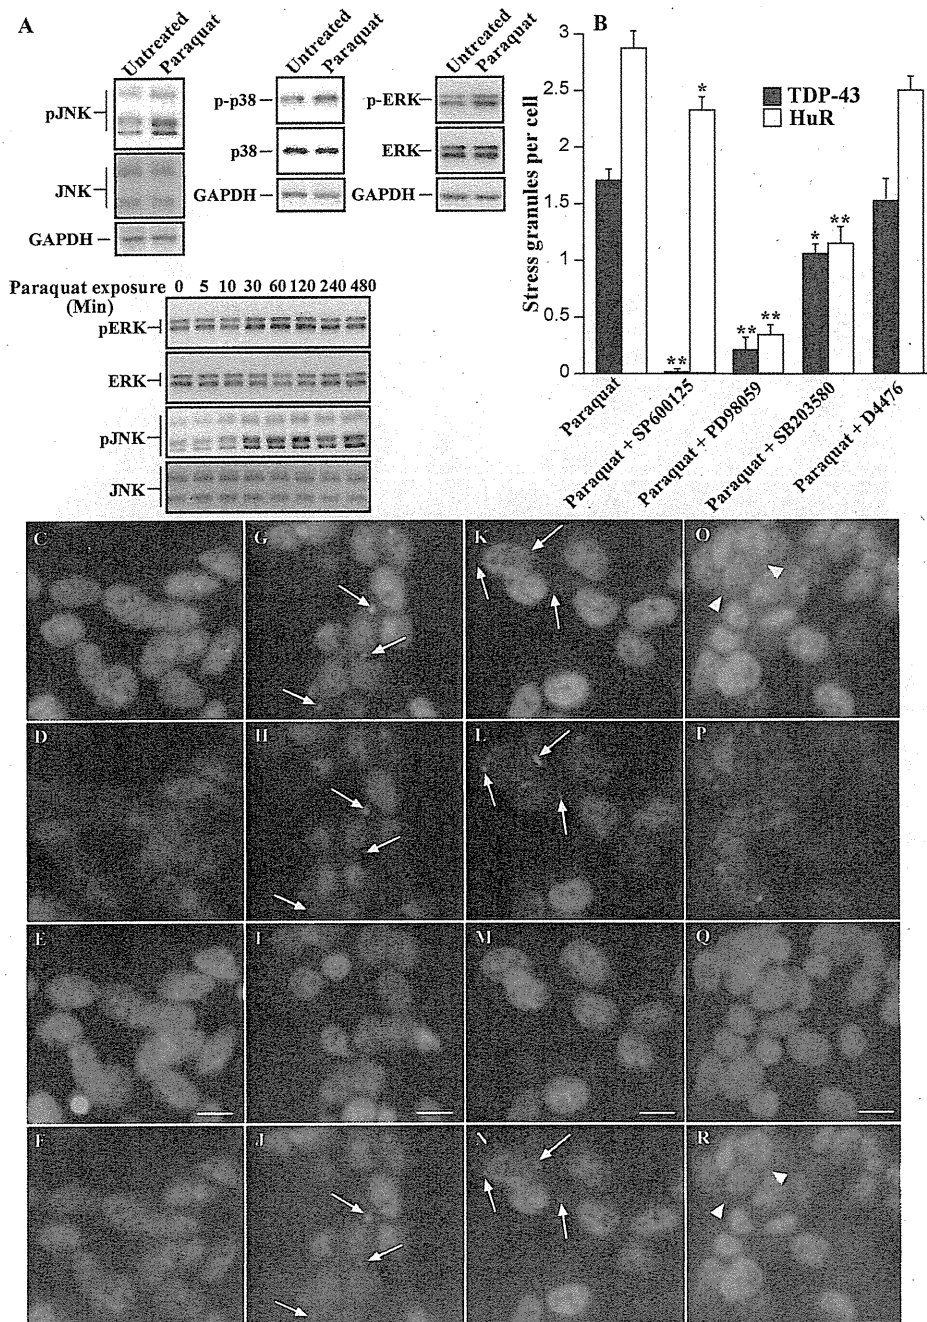 A
Untreated
Paraquat
pJNK
JNK
GAPDH
Untreated
Paraquat
p-p38
p38
GAPDH
Untreated
Paraquat
p-ERK
ERK
GAPDH
Paraquat exposure
(Min)
0 5 10 30 60 120 240 480
pERK
ERK
pJNK
JNK
B
Stress granules per cell
3
2.5
2
1.5
1
0.5
0
TDP-43
HuR
**
*
**
**
*
**
Paraquat
Paraquat + SP600125
Paraquat + PD98059
Paraquat + SB203580
Paraquat + D4476
C
G
K
O
D
H
L
P
E
I
M
Q
F
J
N
R